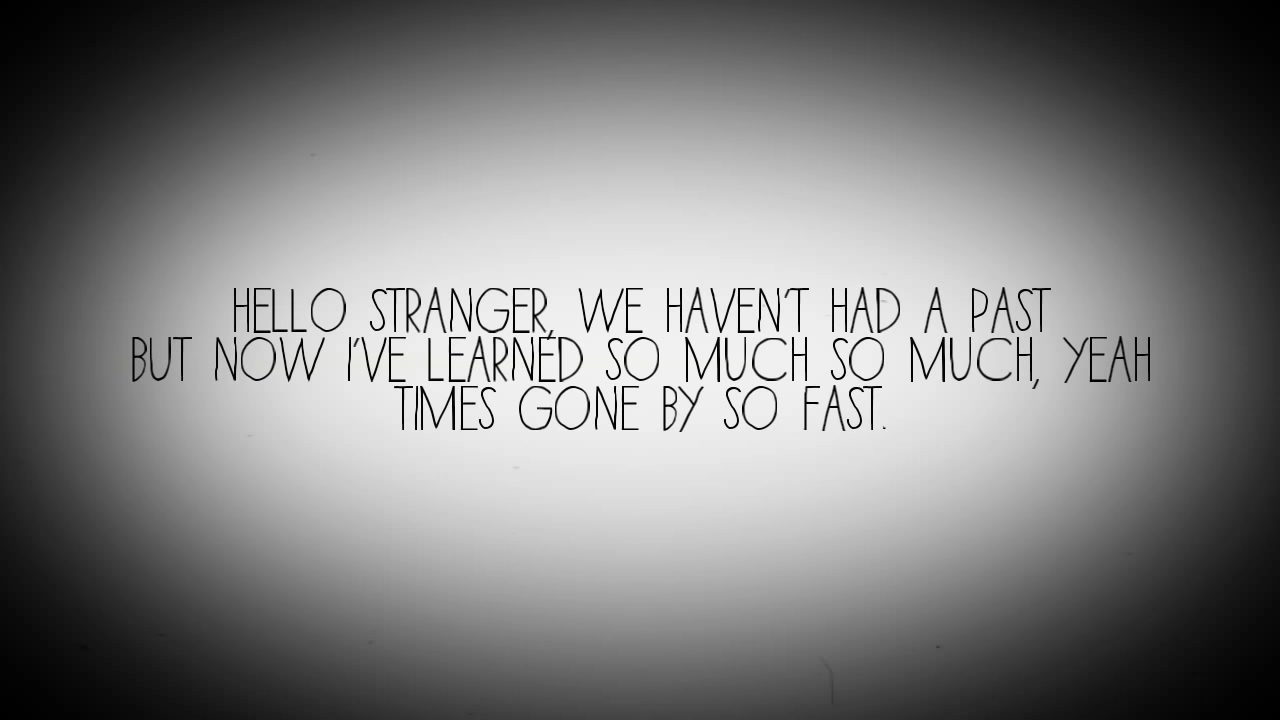 HELLO STRANGER, WE HAVEN'T HAD A PAST
BUT NOW I'VE LEARNED SO MUCH SO MUCH, YEAH
TIMES GONE BY SO FAST.